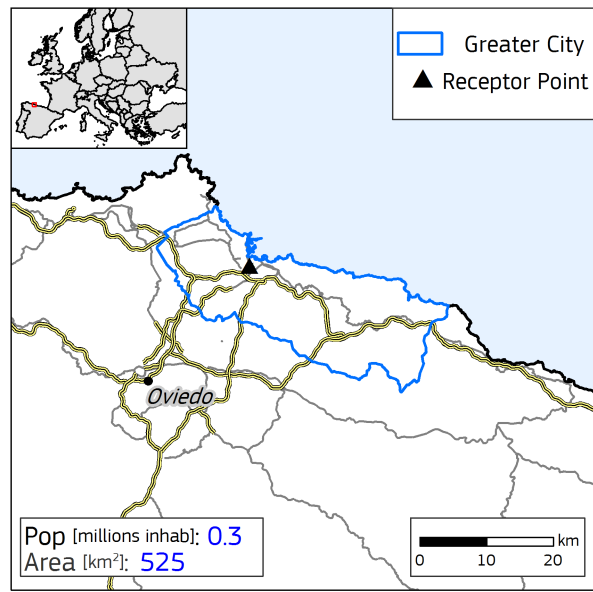 Greater City
Receptor Point
Oviedo
Pop [millions inhab]: 0.3
Area [km²]: 525
km
0 10 20